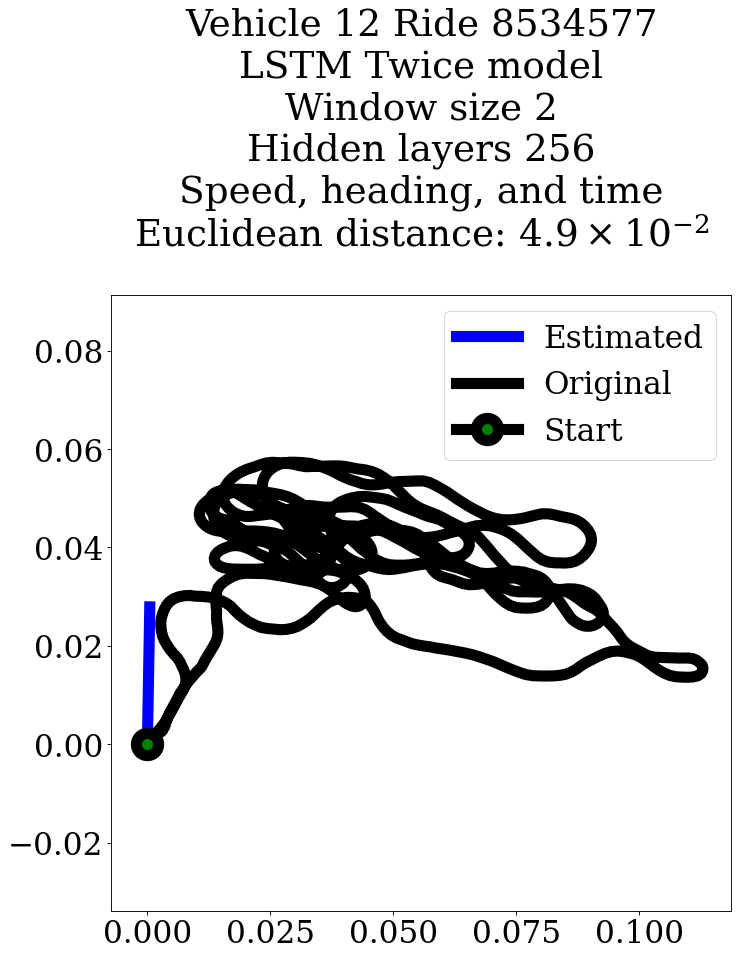 Vehicle 12 Ride 8534577
LSTM Twice model
Window size 2
Hidden layers 256
Speed, heading, and time
Euclidean distance: 4.9 × 10⁻²
Estimated
Original
Start
0.08
0.06
0.04
0.02
0.00
−0.02
0.000 0.025 0.050 0.075 0.100